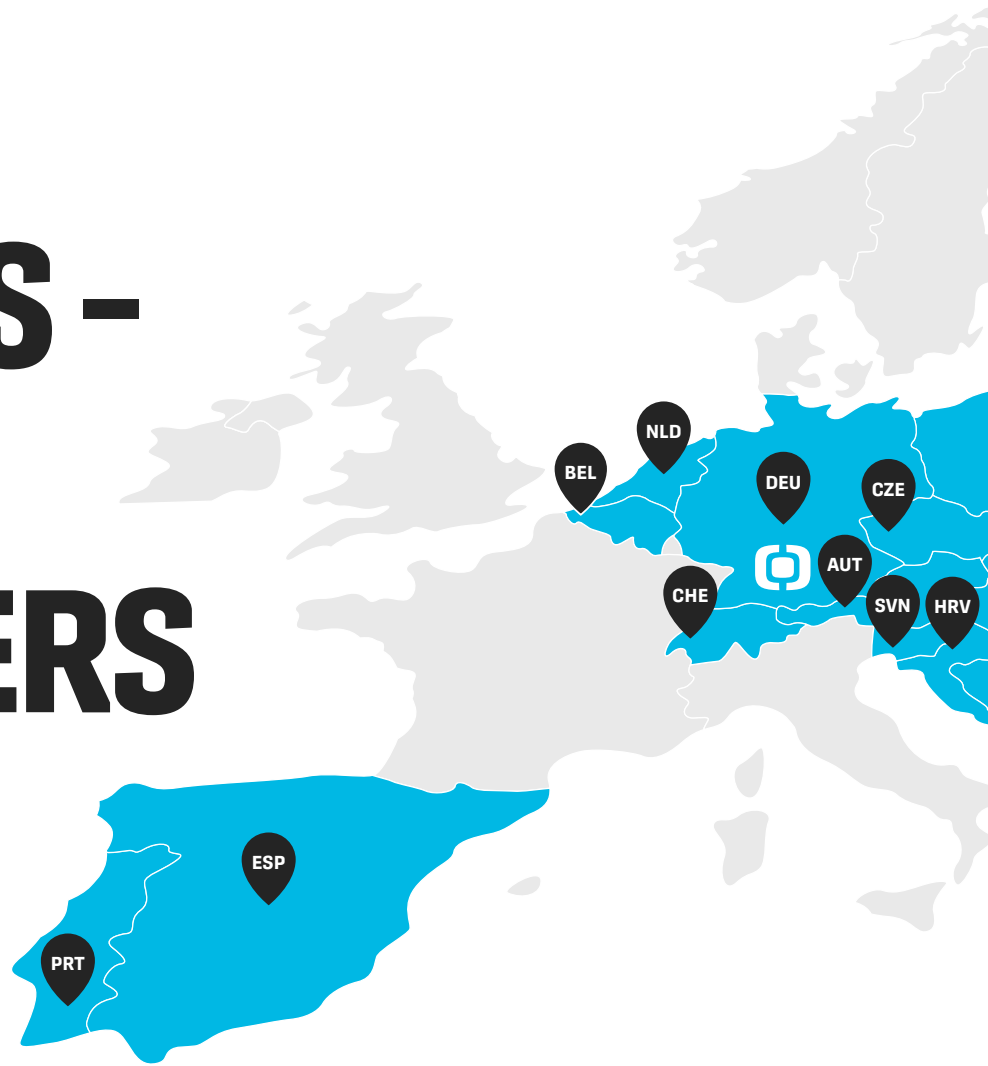 S –
ERS
NLD
BEL
DEU
CZE
AUT
CHE
SVN
HRV
ESP
PRT